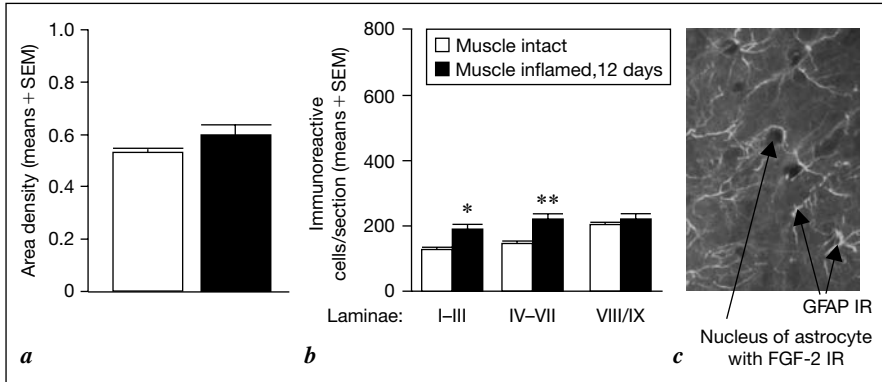 a
Area density (means + SEM)
1.0
0.8
0.6
0.4
0.2
0
b
Immunoreactive
cells/section (means + SEM)
800
600
400
200
0
Muscle intact
Muscle inflamed,12 days
*
**
Laminae:
I–III
IV–VII
VIII/IX
c
GFAP IR
Nucleus of astrocyte
with FGF-2 IR